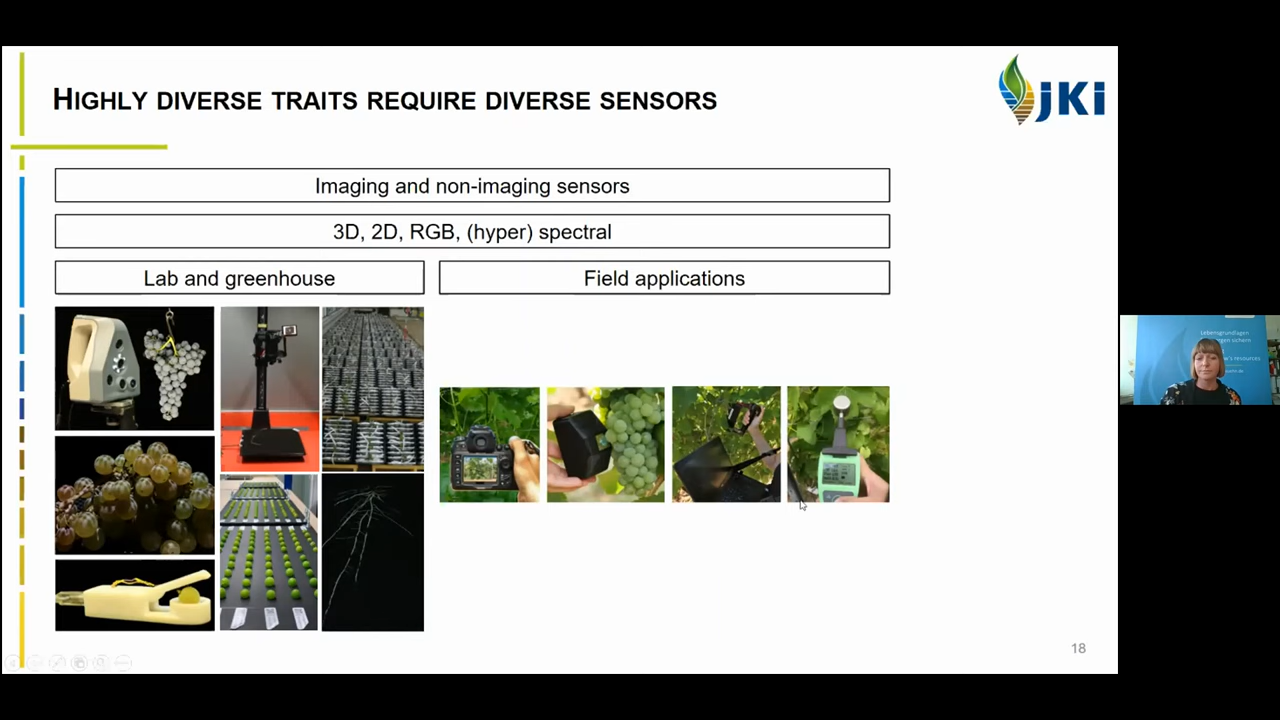 HIGHLY DIVERSE TRAITS REQUIRE DIVERSE SENSORS
JKI
Imaging and non-imaging sensors
3D, 2D, RGB, (hyper) spectral
Lab and greenhouse
Field applications
Lebensgrundlagen
18